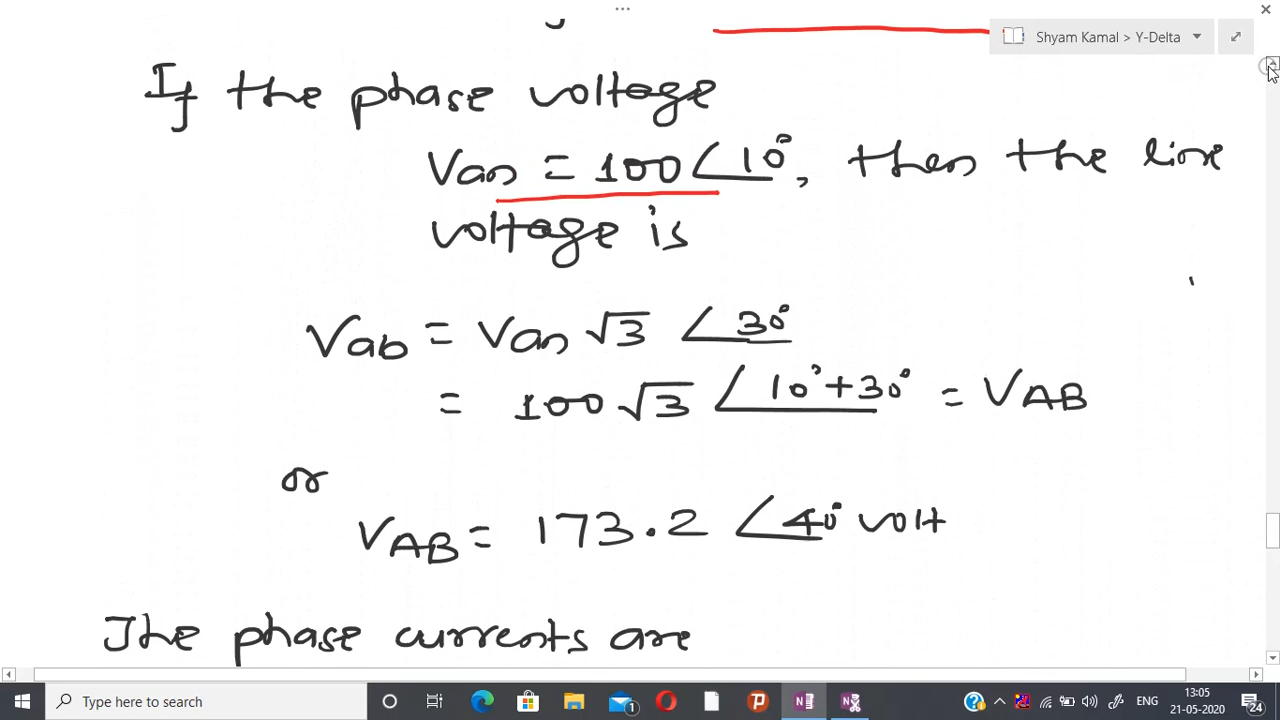 Shyam Kamal > Y-Delta
If the phase voltage
Van = 100∠10°, then the line
voltage is
Vab = Van √3 ∠30°
= 100 √3 ∠10°+30° = VAB
or
VAB = 173.2 ∠40° volt
The phase currents are
Type here to search
1
ENG
13:05
21-05-2020
24